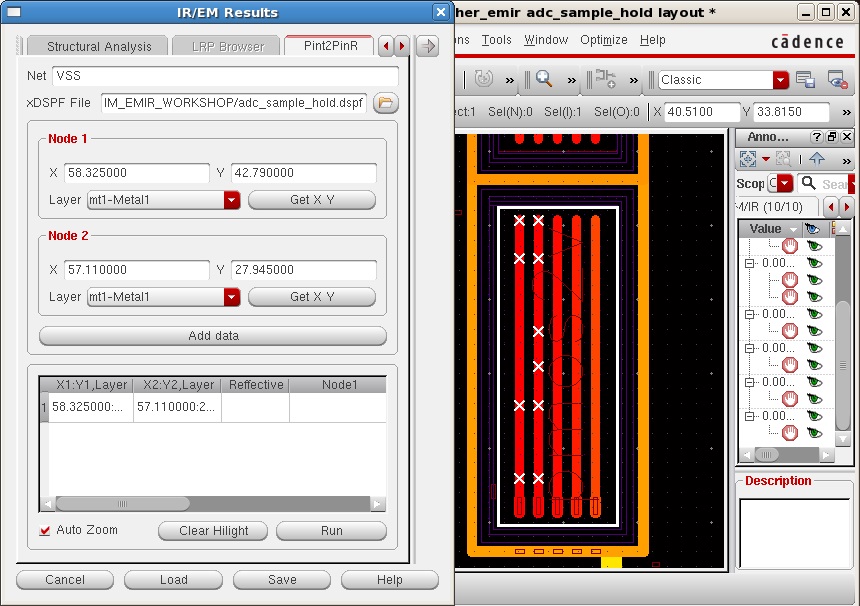 IR/EM Results
Structural Analysis
LRP Browser
Pint2PinR
Net VSS
xDSPF File IM_EMIR_WORKSHOP/adc_sample_hold.dspf
Node 1
X 58.325000 Y 42.790000
Layer mt1-Metal1 Get X Y
Node 2
X 57.110000 Y 27.945000
Layer mt1-Metal1 Get X Y
Add data
X1:Y1,Layer X2:Y2,Layer Reffective Node1
1 58.325000:... 57.110000:2...
Auto Zoom Clear Hilight Run
Cancel Load Save Help
her_emir adc_sample_hold layout *
ns Tools Window Optimize Help
cādence
» » » Classic
ect:1 Sel(N):0 Sel(I):1 Sel(O):0 X 40.5100 Y 33.8150 »
Anno... ?
»
Scop C Sear
M/IR (10/10)
Value
0.00...
0.00...
0.00...
0.00...
0.00...
Description